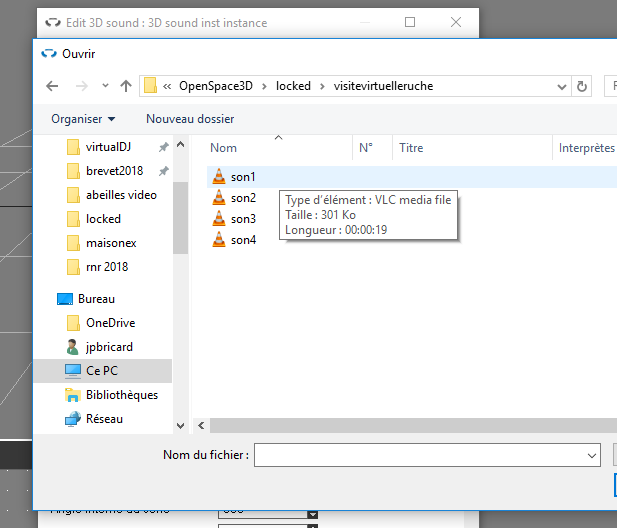 Edit 3D sound : 3D sound inst instance
Ouvrir
« OpenSpace3D > locked > visitevirtuelleruche
Organiser
Nouveau dossier
virtualDJ
brevet2018
abeilles video
locked
maisonex
rnr 2018
Bureau
OneDrive
jpbricard
Ce PC
Bibliothèques
Réseau
Nom N° Titre Interprètes
son1
son2
son3
son4
Type d'élément : VLC media file
Taille : 301 Ko
Longueur : 00:00:19
Nom du fichier :